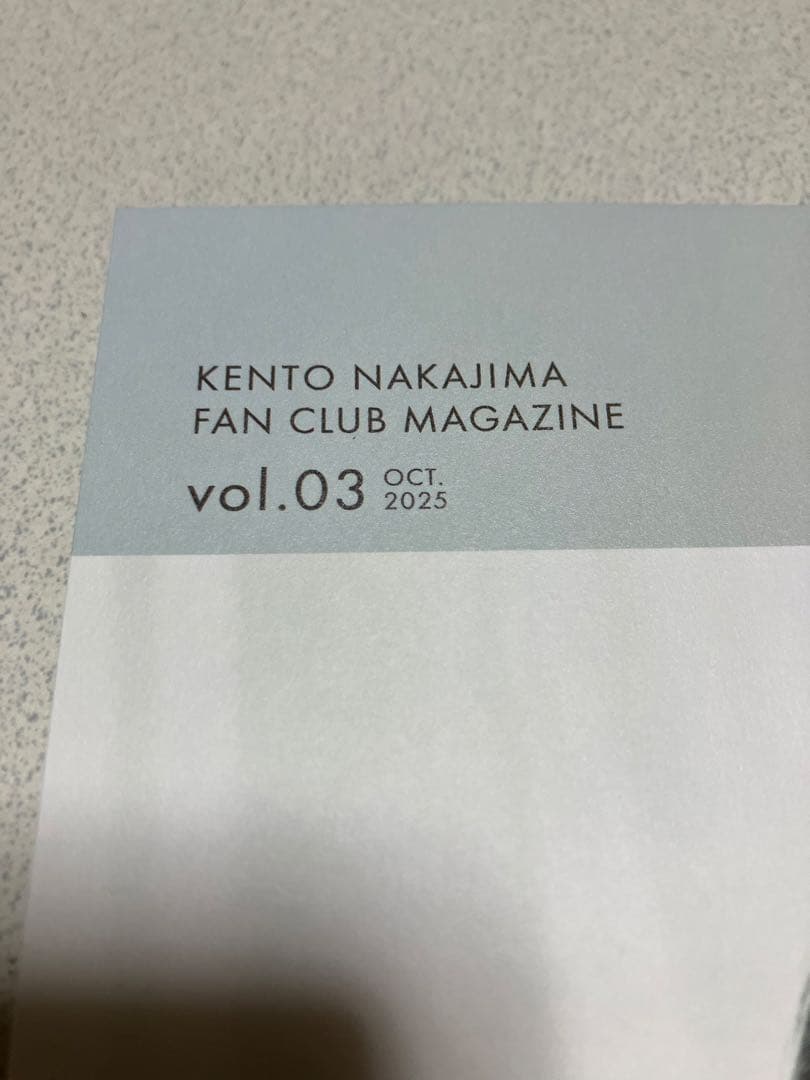 KENTO NAKAJIMA
FAN CLUB MAGAZINE
vol.03 OCT.
2025